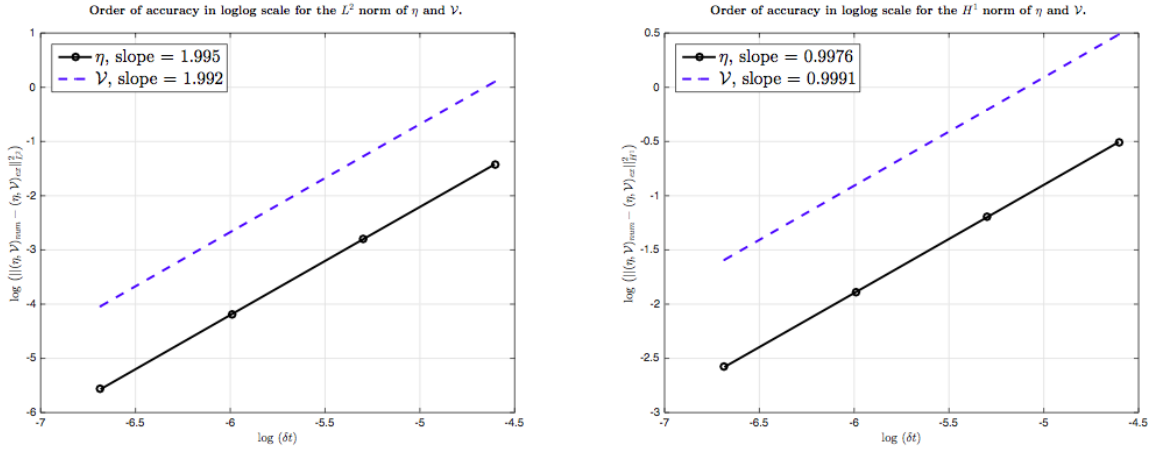 Order of accuracy in loglog scale for the L² norm of η and 𝒱.
η, slope = 1.995
𝒱, slope = 1.992
log (||(η, 𝒱)num − (η, 𝒱)ex||²L²)
1
0
-1
-2
-3
-4
-5
-6
-7
-6.5
-6
-5.5
-5
-4.5
log (δt)
Order of accuracy in loglog scale for the H¹ norm of η and 𝒱.
η, slope = 0.9976
𝒱, slope = 0.9991
log (||(η, 𝒱)num − (η, 𝒱)ex||²H¹)
0.5
0
-0.5
-1
-1.5
-2
-2.5
-3
-7
-6.5
-6
-5.5
-5
-4.5
log (δt)